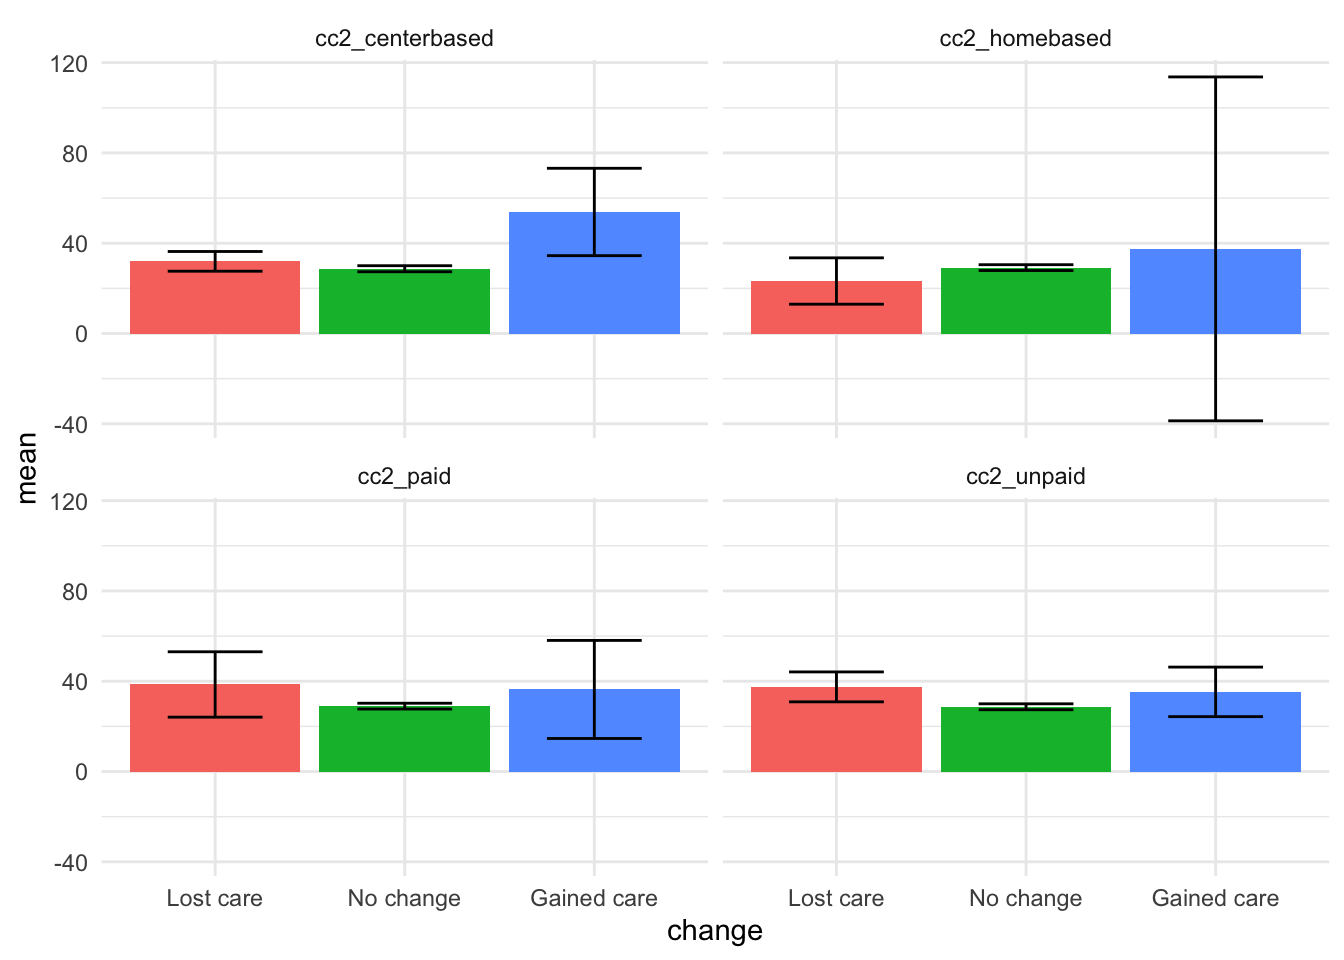 cc2_centerbased
cc2_homebased
120
80
40
0
-40
cc2_paid
cc2_unpaid
120
80
40
0
-40
mean
Lost care
No change
Gained care
Lost care
No change
Gained care
change